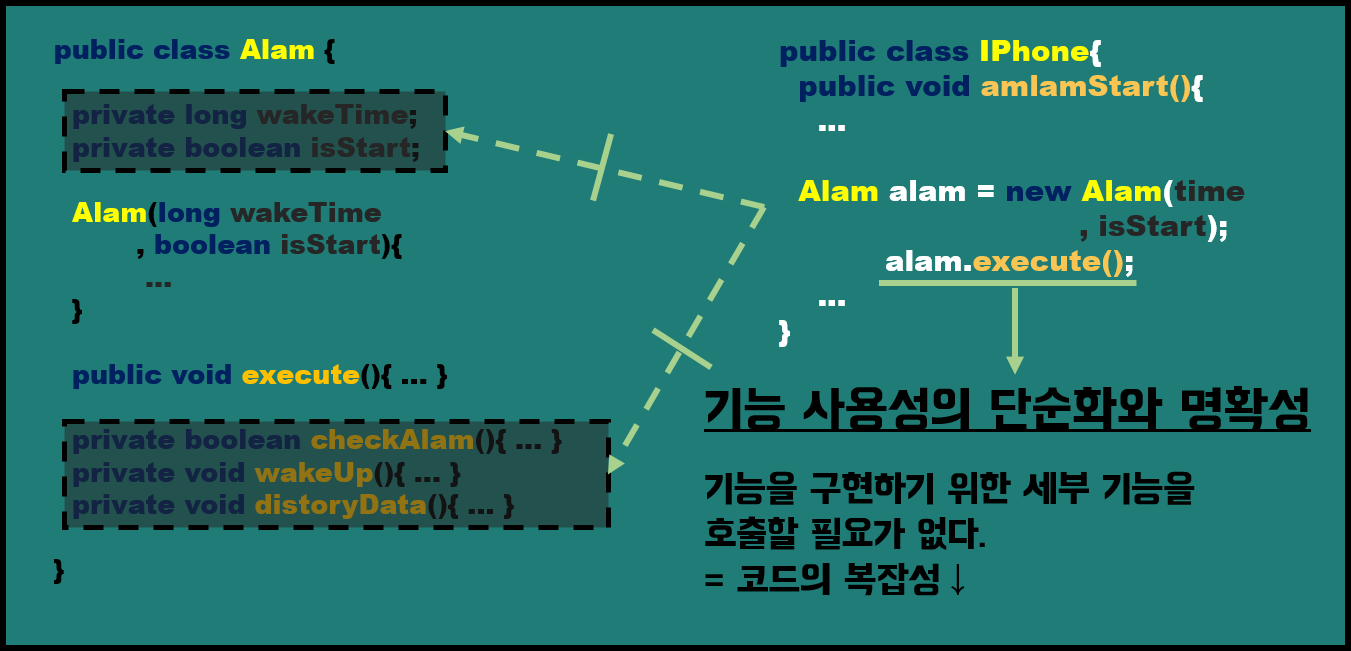 public class Alam {
private long wakeTime;
private boolean isStart;
Alam(long wakeTime
, boolean isStart){
...
}
public void execute(){ ... }
private boolean checkAlam(){ ... }
private void wakeUp(){ ... }
private void distoryData(){ ... }
}
public class IPhone{
public void amlamStart(){
...
Alam alam = new Alam(time
, isStart);
alam.execute();
...
}
기능 사용성의 단순화와 명확성
기능을 구현하기 위한 세부 기능을
호출할 필요가 없다.
= 코드의 복잡성↓